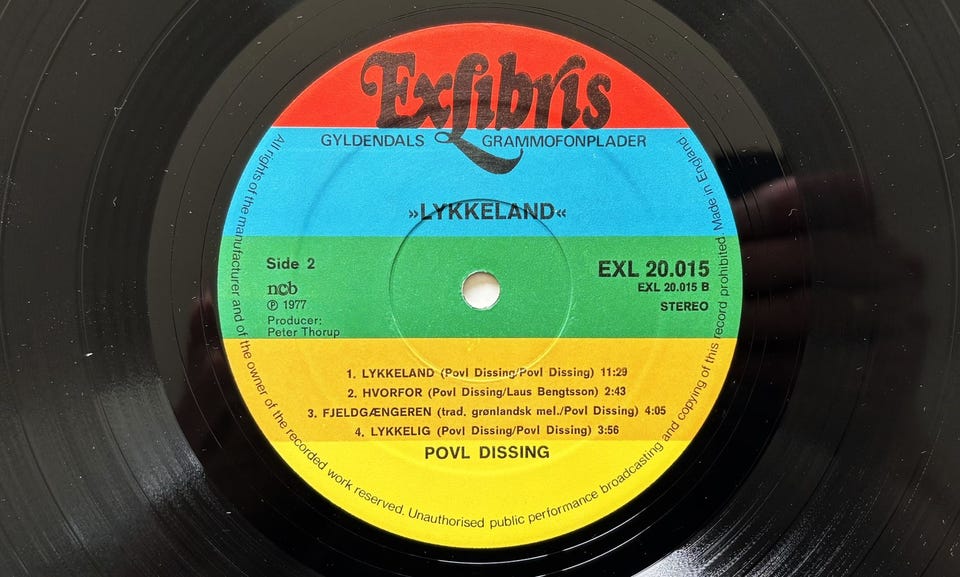 ExLibris
GYLDENDALS GRAMMOFONPLADER
»LYKKELAND«
Side 2
ncb
℗ 1977
Producer:
Peter Thorup
EXL 20.015
EXL 20.015 B
STEREO
1. LYKKELAND (Povl Dissing/Povl Dissing) 11:29
2. HVORFOR (Povl Dissing/Laus Bengtsson) 2:43
3. FJELDGÆNGEREN (trad. grønlandsk mel./Povl Dissing) 4:05
4. LYKKELIG (Povl Dissing/Povl Dissing) 3:56
POVL DISSING
All rights of the manufacturer and of the owner of the recorded work reserved. Unauthorised public performance broadcasting and copying of this record prohibited. Made in England.